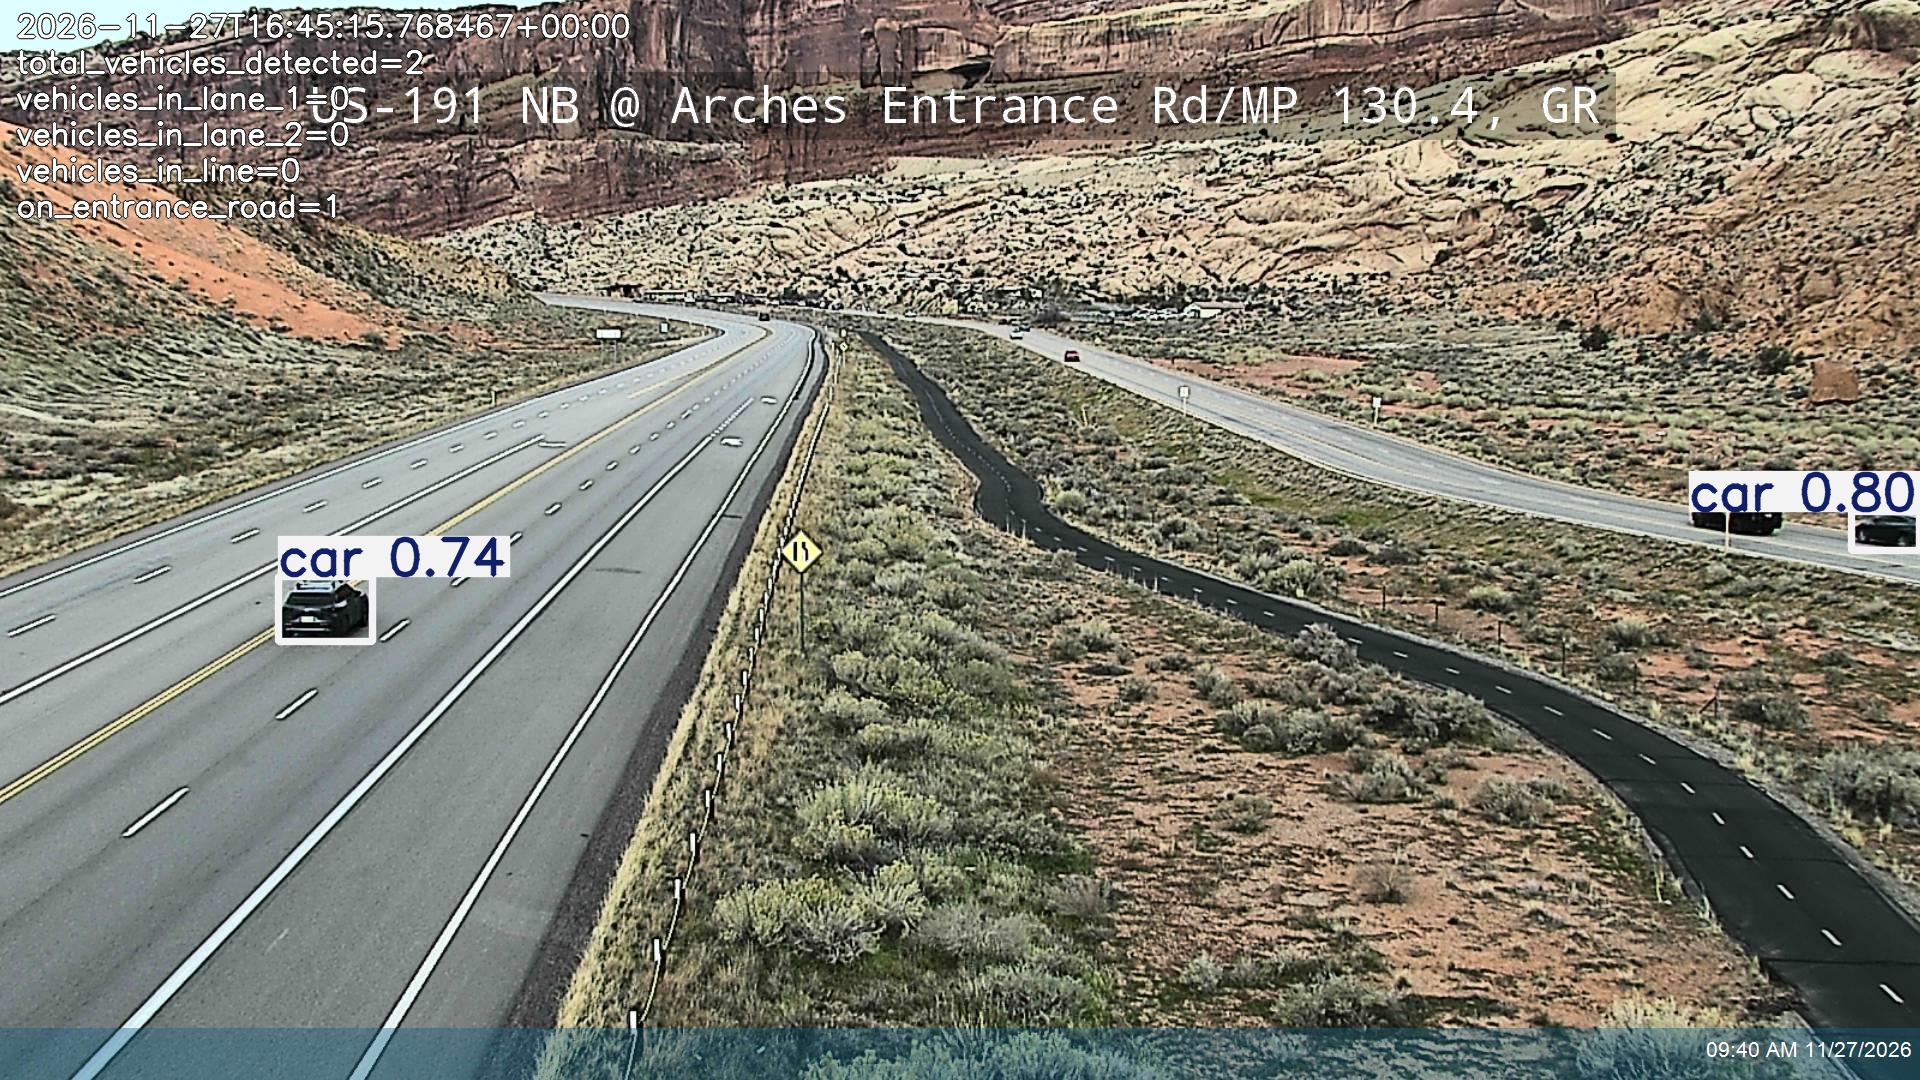 2026-11-27T16:45:15.768467+00:00
total_vehicles_detected=2
vehicles_in_lane_1=0
US-191 NB @ Arches Entrance Rd/MP 130.4, GR
vehicles_in_lane_2=0
vehicles_in_line=0
on_entrance_road=1
car 0.80
car 0.74
09:40 AM 11/27/2026